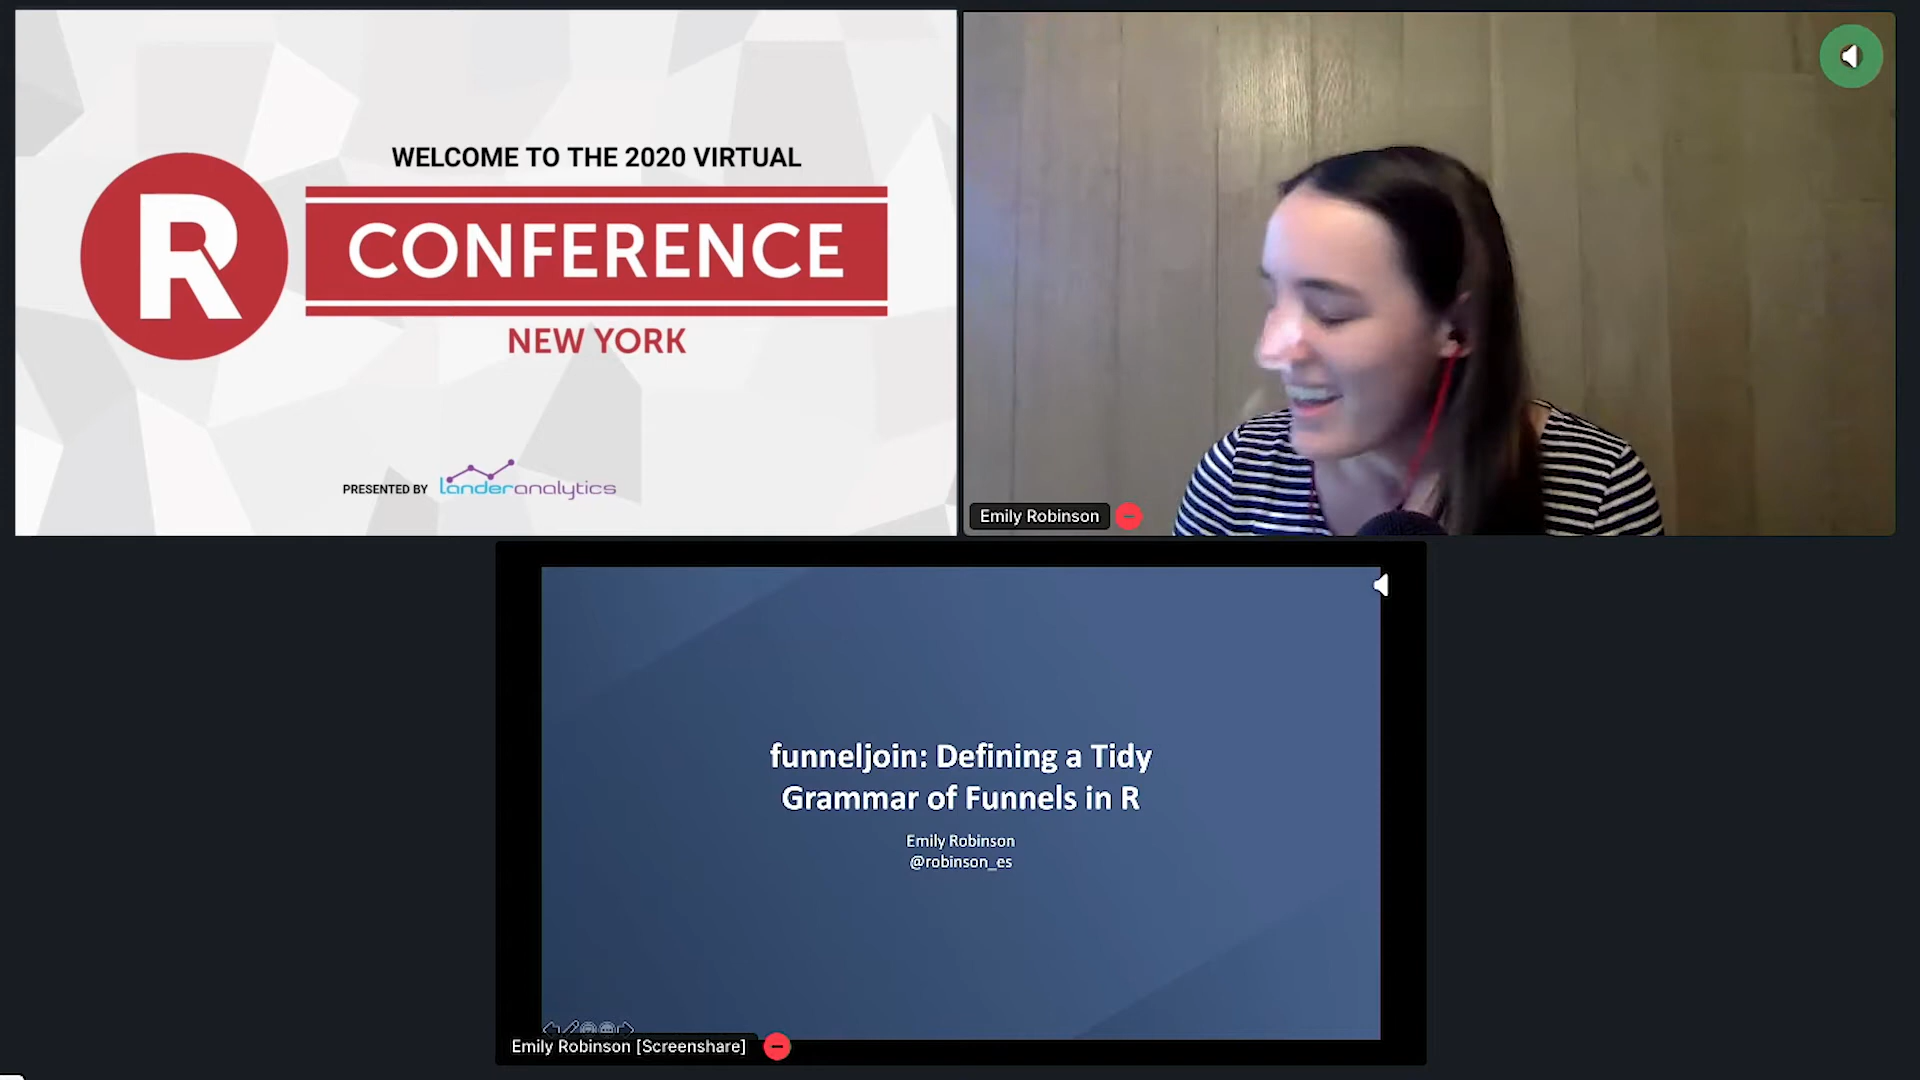 WELCOME TO THE 2020 VIRTUAL
R
CONFERENCE
NEW YORK
PRESENTED BY landeranalytics
Emily Robinson
funneljoin: Defining a Tidy
Grammar of Funnels in R
Emily Robinson
@robinson_es
Emily Robinson [Screenshare]